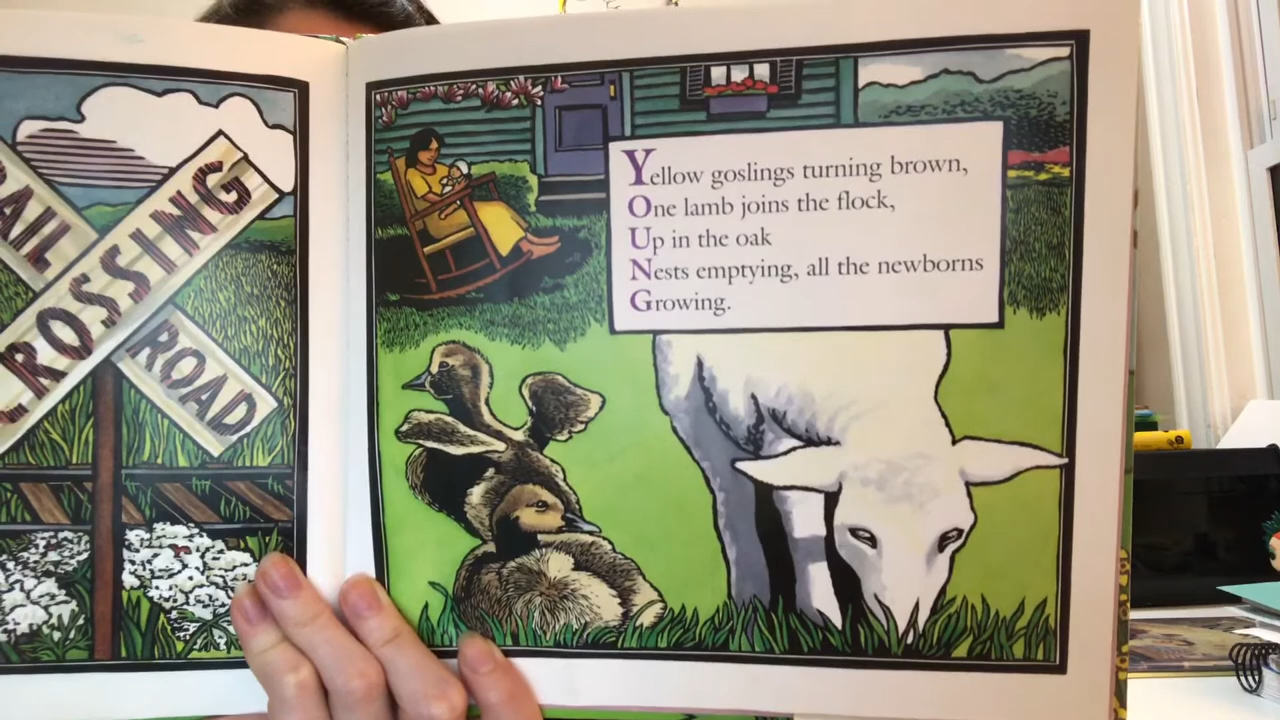 RAIL
CROSSING
ROAD
Yellow goslings turning brown,
One lamb joins the flock,
Up in the oak
Nests emptying, all the newborns
Growing.